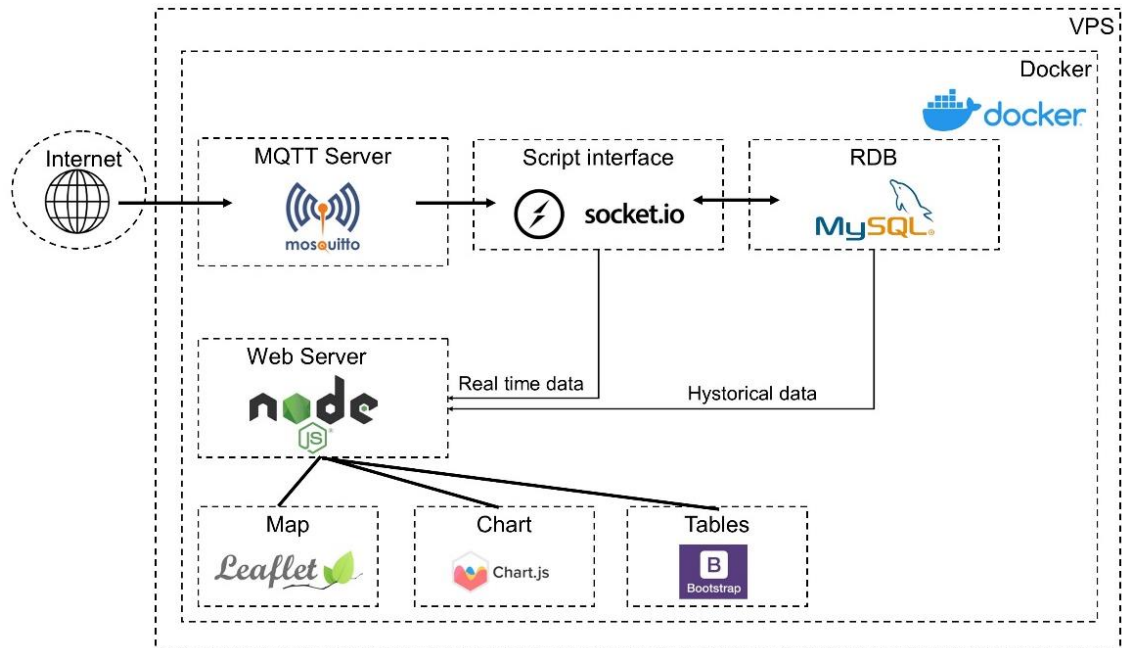 VPS
Docker
docker
Internet
MQTT Server
mosquitto
Script interface
socket.io
RDB
MySQL®
Web Server
node
JS
Real time data
Hystorical data
Map
Leaflet
Chart
Chart.js
Tables
B
Bootstrap